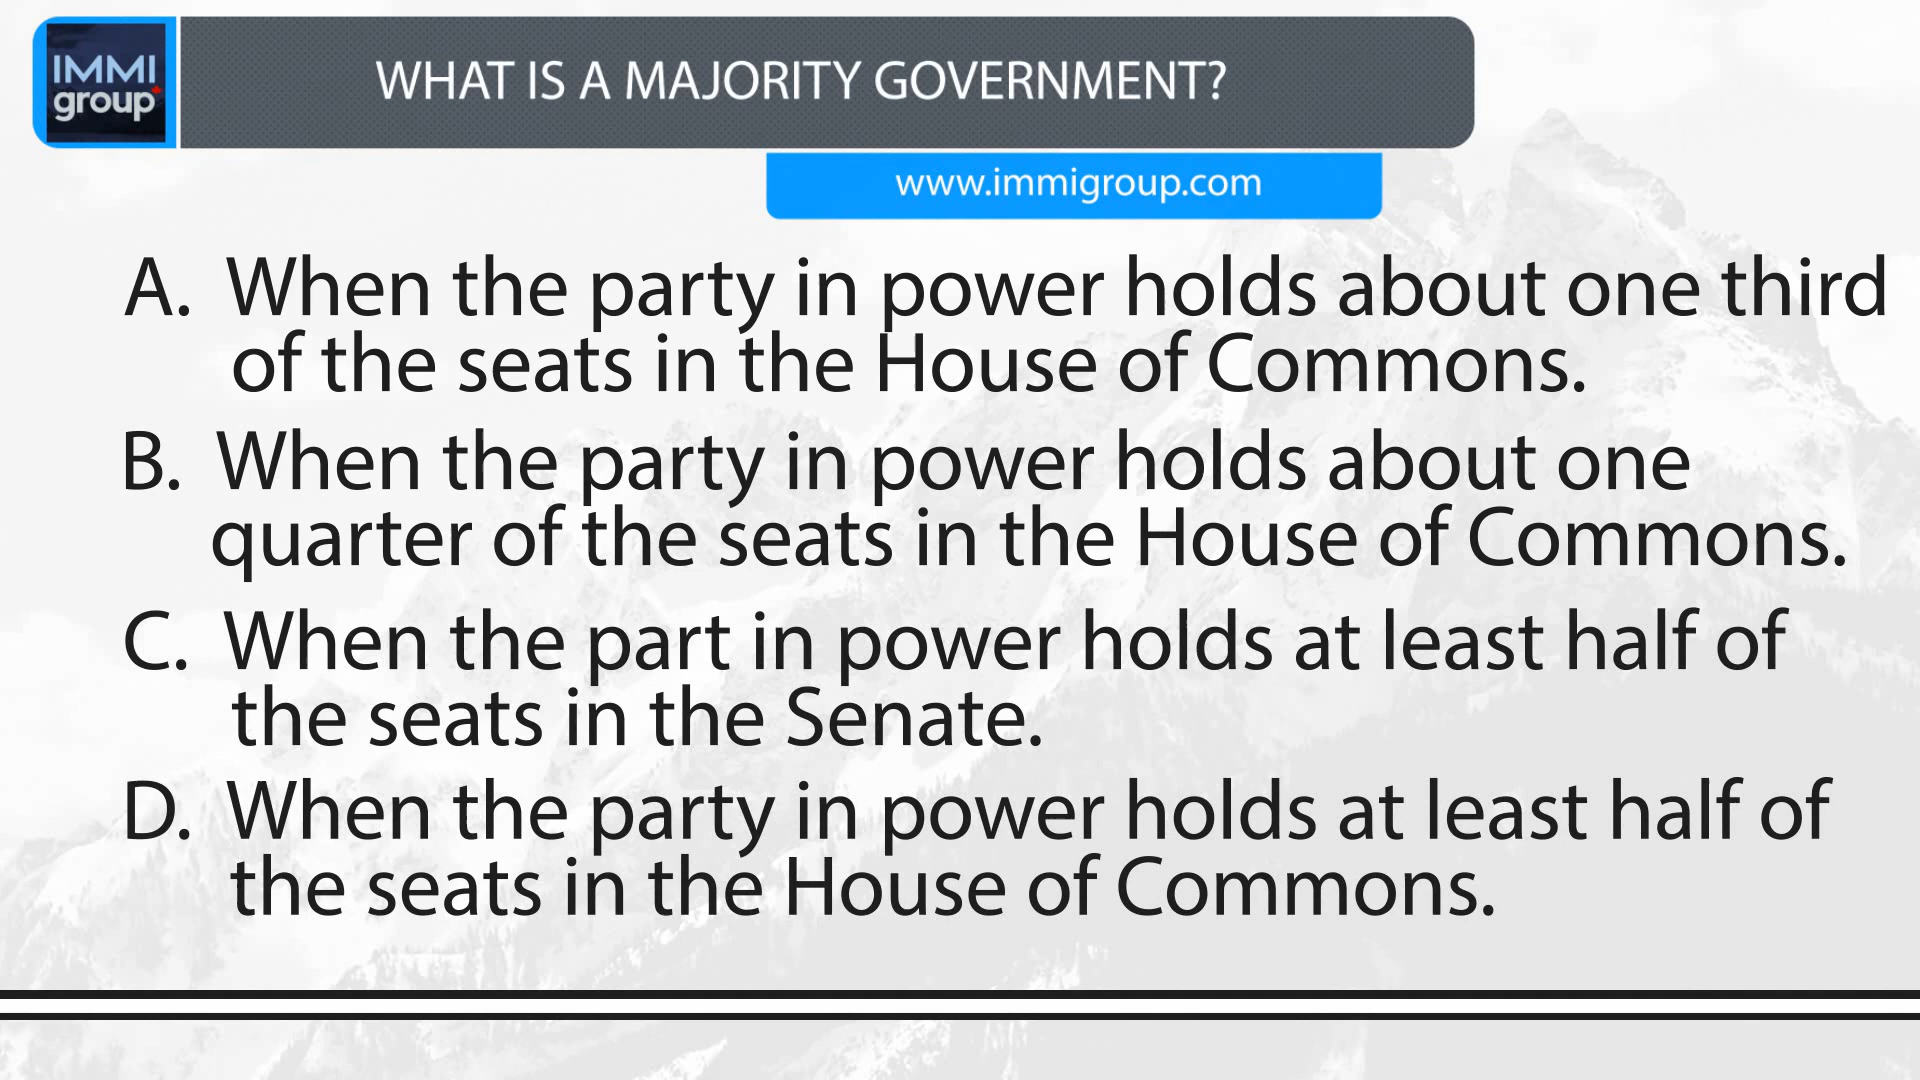 IMMI
group
WHAT IS A MAJORITY GOVERNMENT?
www.immigroup.com
A. When the party in power holds about one third
of the seats in the House of Commons.
B. When the party in power holds about one
quarter of the seats in the House of Commons.
C. When the part in power holds at least half of
the seats in the Senate.
D. When the party in power holds at least half of
the seats in the House of Commons.